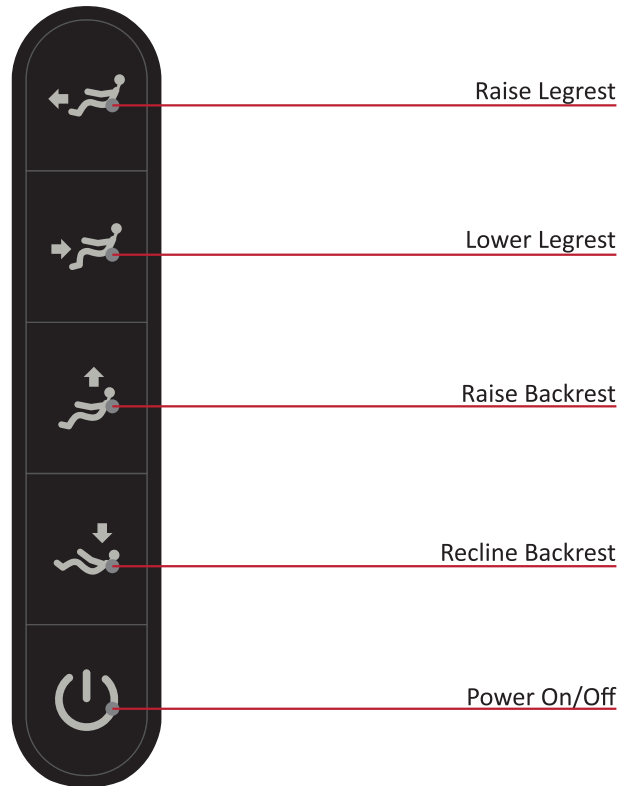 Raise Legrest
Lower Legrest
Raise Backrest
Recline Backrest
Power On/Off